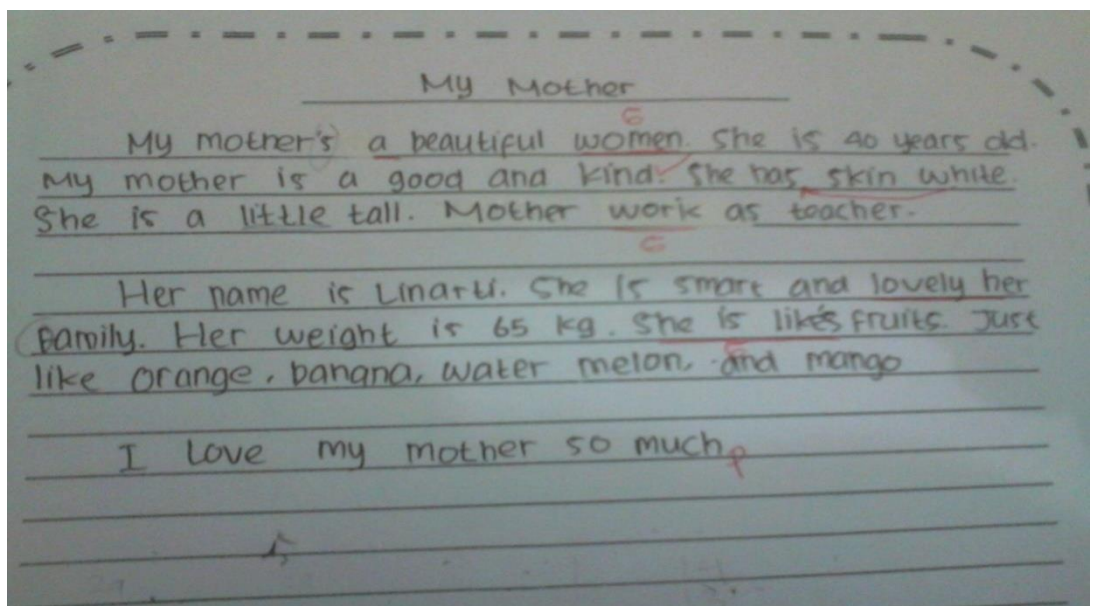 My Mother
My mother's a beautiful women. She is 40 years old.
My mother is a good and kind. She has skin white.
She is a little tall. Mother work as teacher.
Her name is Linarti. She is smart and lovely her
Family. Her weight is 65 kg. She is like's fruits. Just
like orange, banana, water melon, and mango
I love my mother so much